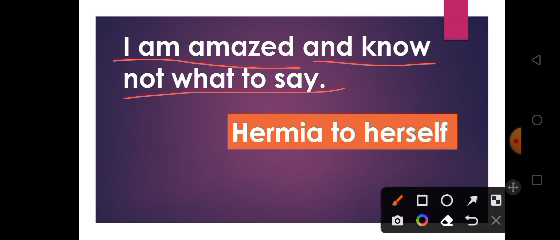 I am amazed and know
not what to say.
Hermia to herself